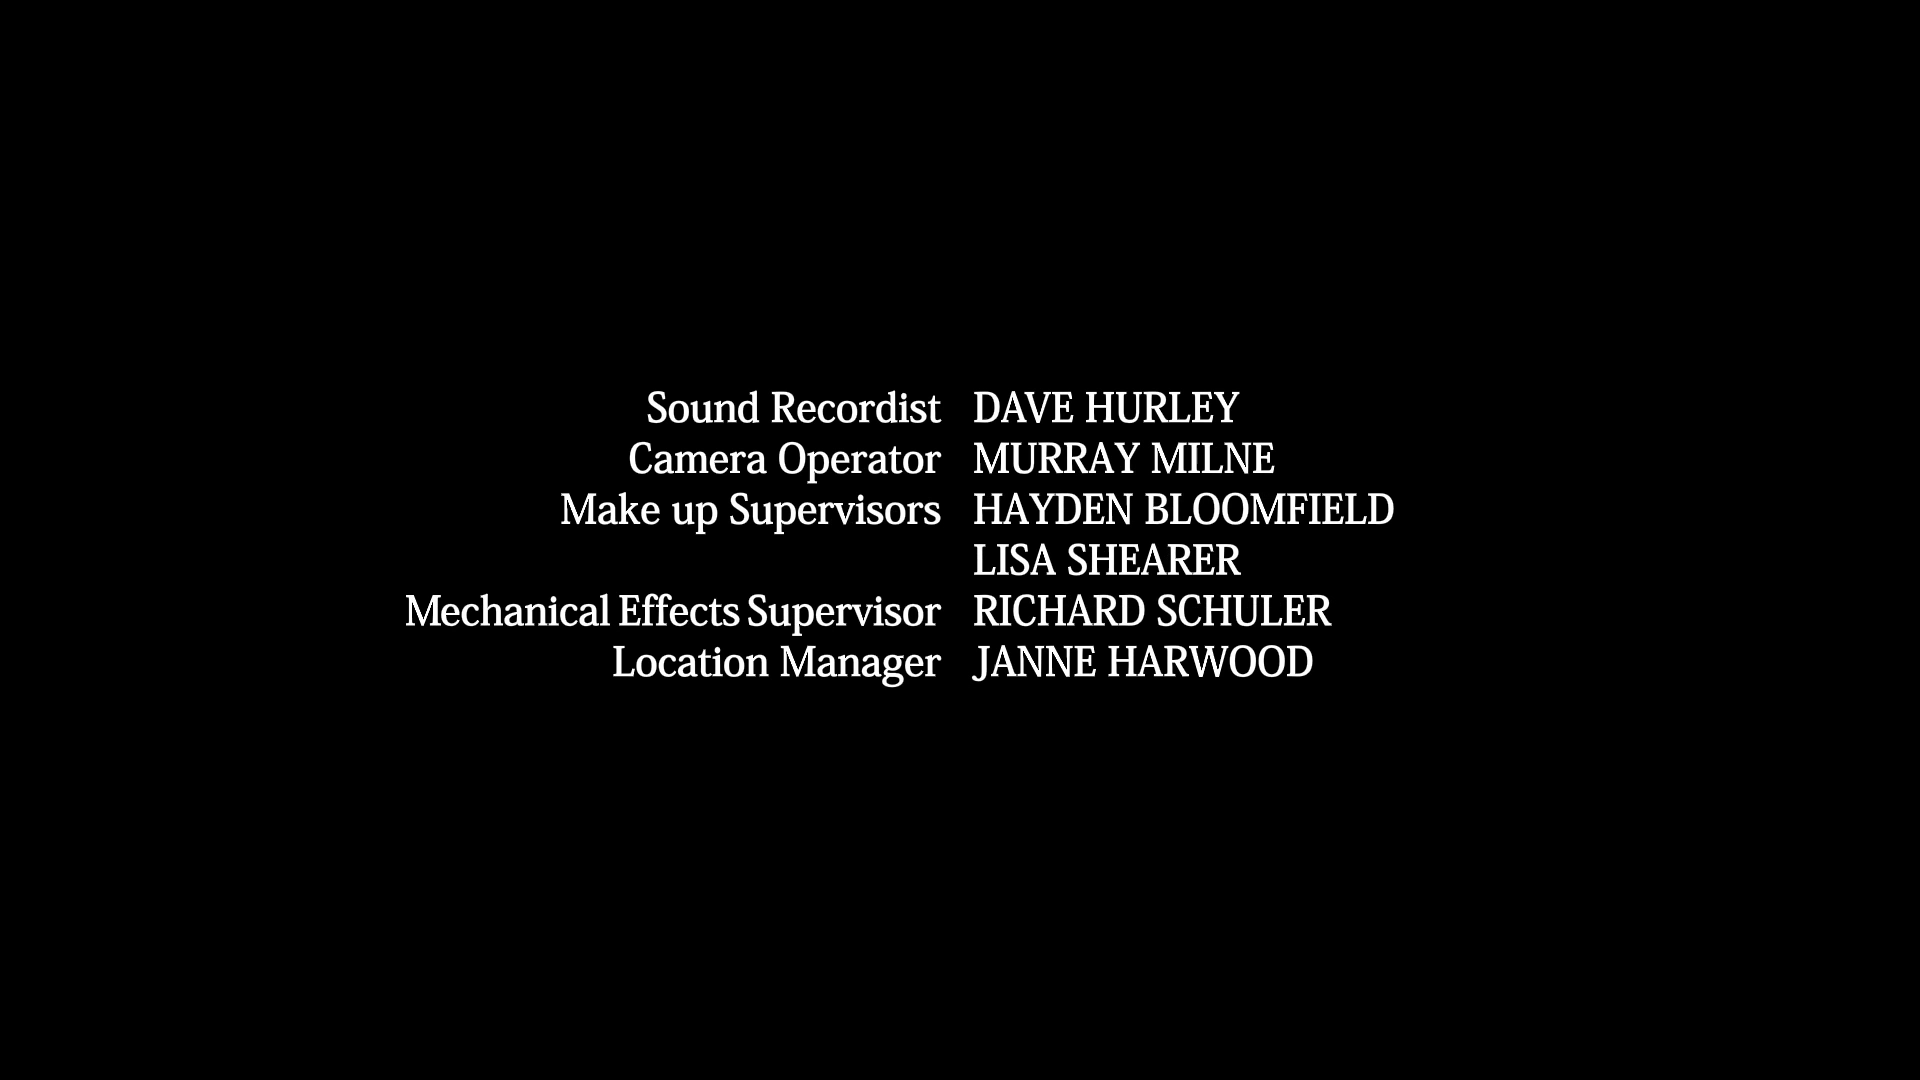 Sound Recordist DAVE HURLEY
Camera Operator MURRAY MILNE
Make up Supervisors HAYDEN BLOOMFIELD
LISA SHEARER
Mechanical Effects Supervisor RICHARD SCHULER
Location Manager JANNE HARWOOD